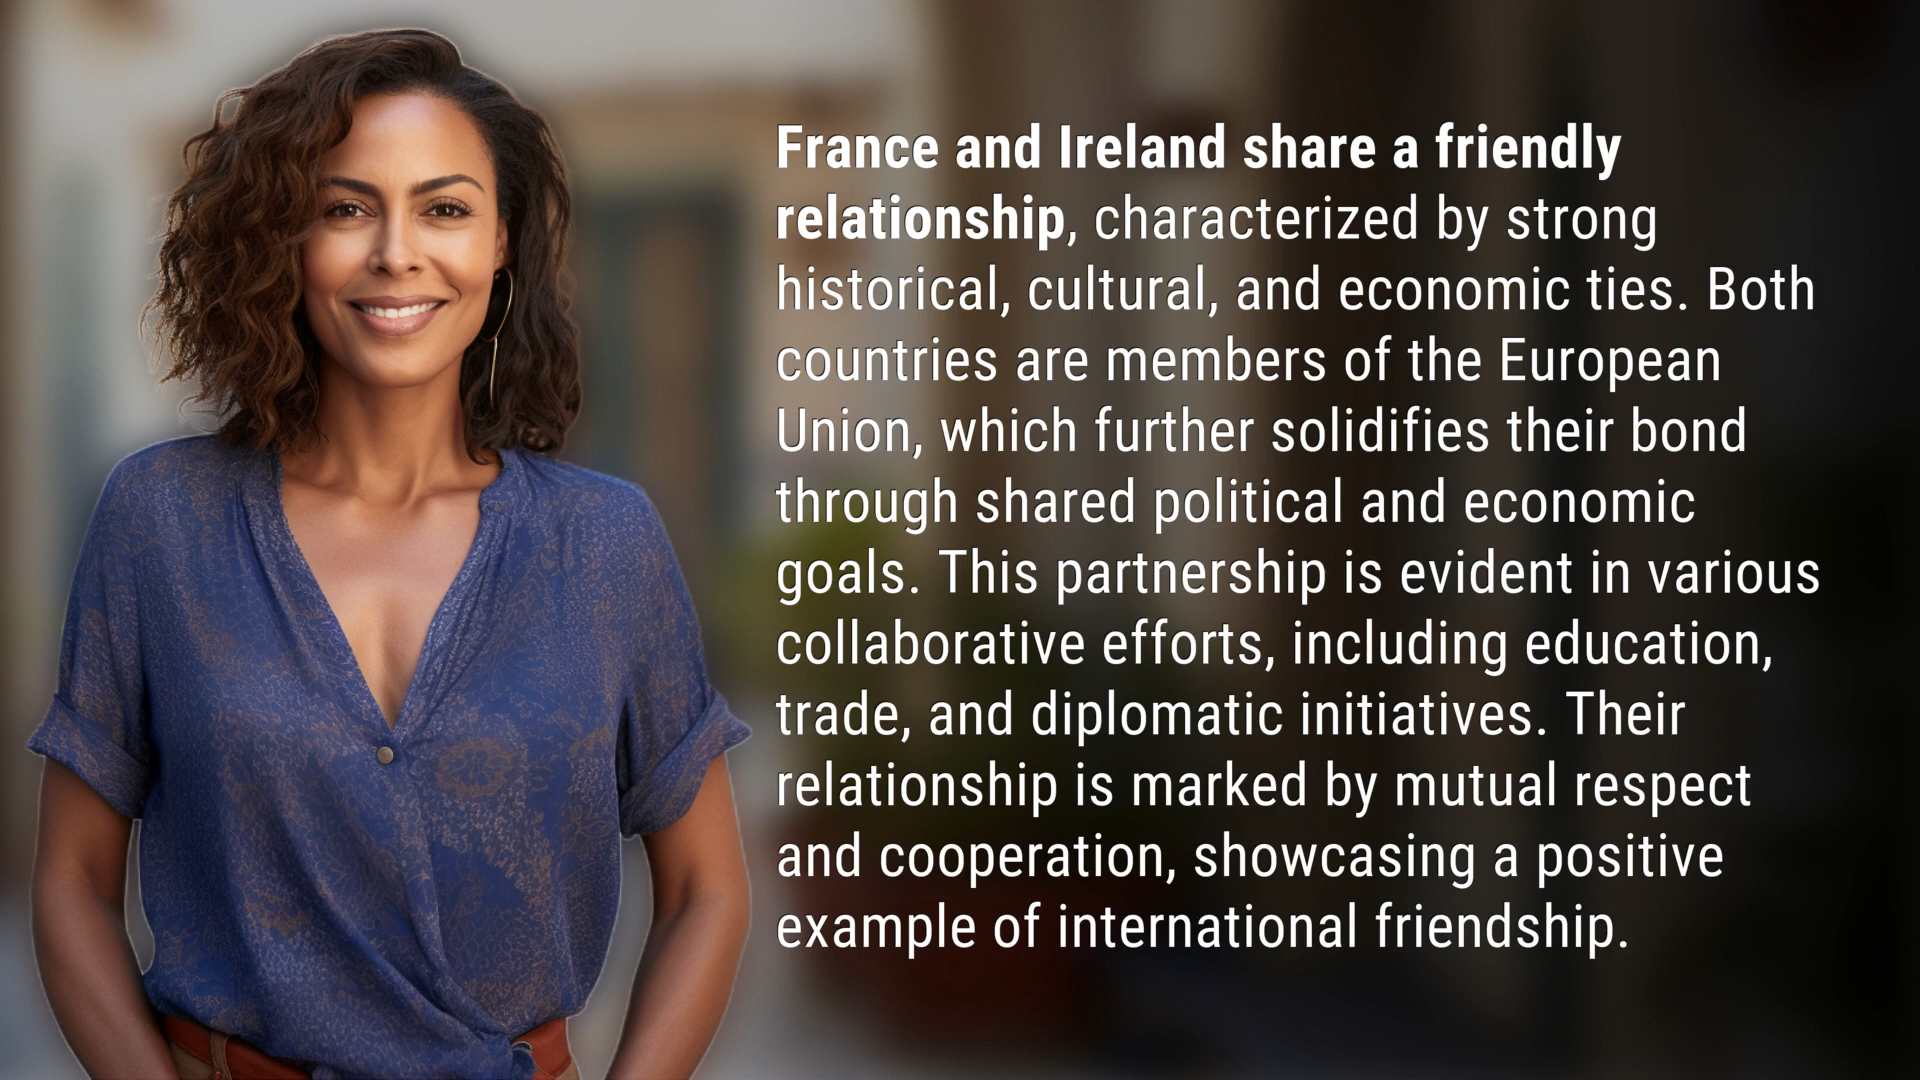 France and Ireland share a friendly
relationship, characterized by strong
historical, cultural, and economic ties. Both
countries are members of the European
Union, which further solidifies their bond
through shared political and economic
goals. This partnership is evident in various
collaborative efforts, including education,
trade, and diplomatic initiatives. Their
relationship is marked by mutual respect
and cooperation, showcasing a positive
example of international friendship.